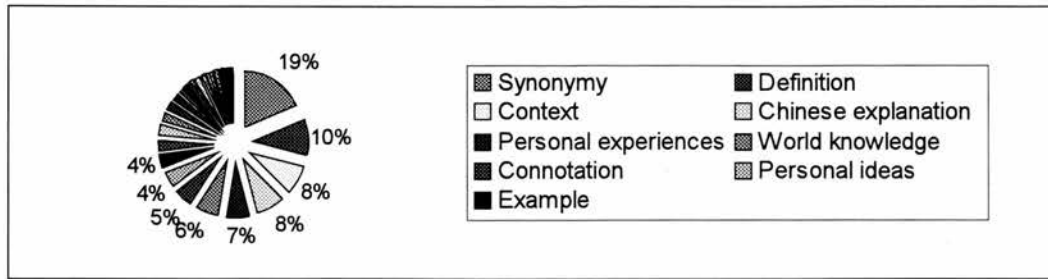 19%
10%
8%
8%
7%
6%
5%
4%
4%
Synonymy Definition
Context Chinese explanation
Personal experiences World knowledge
Connotation Personal ideas
Example